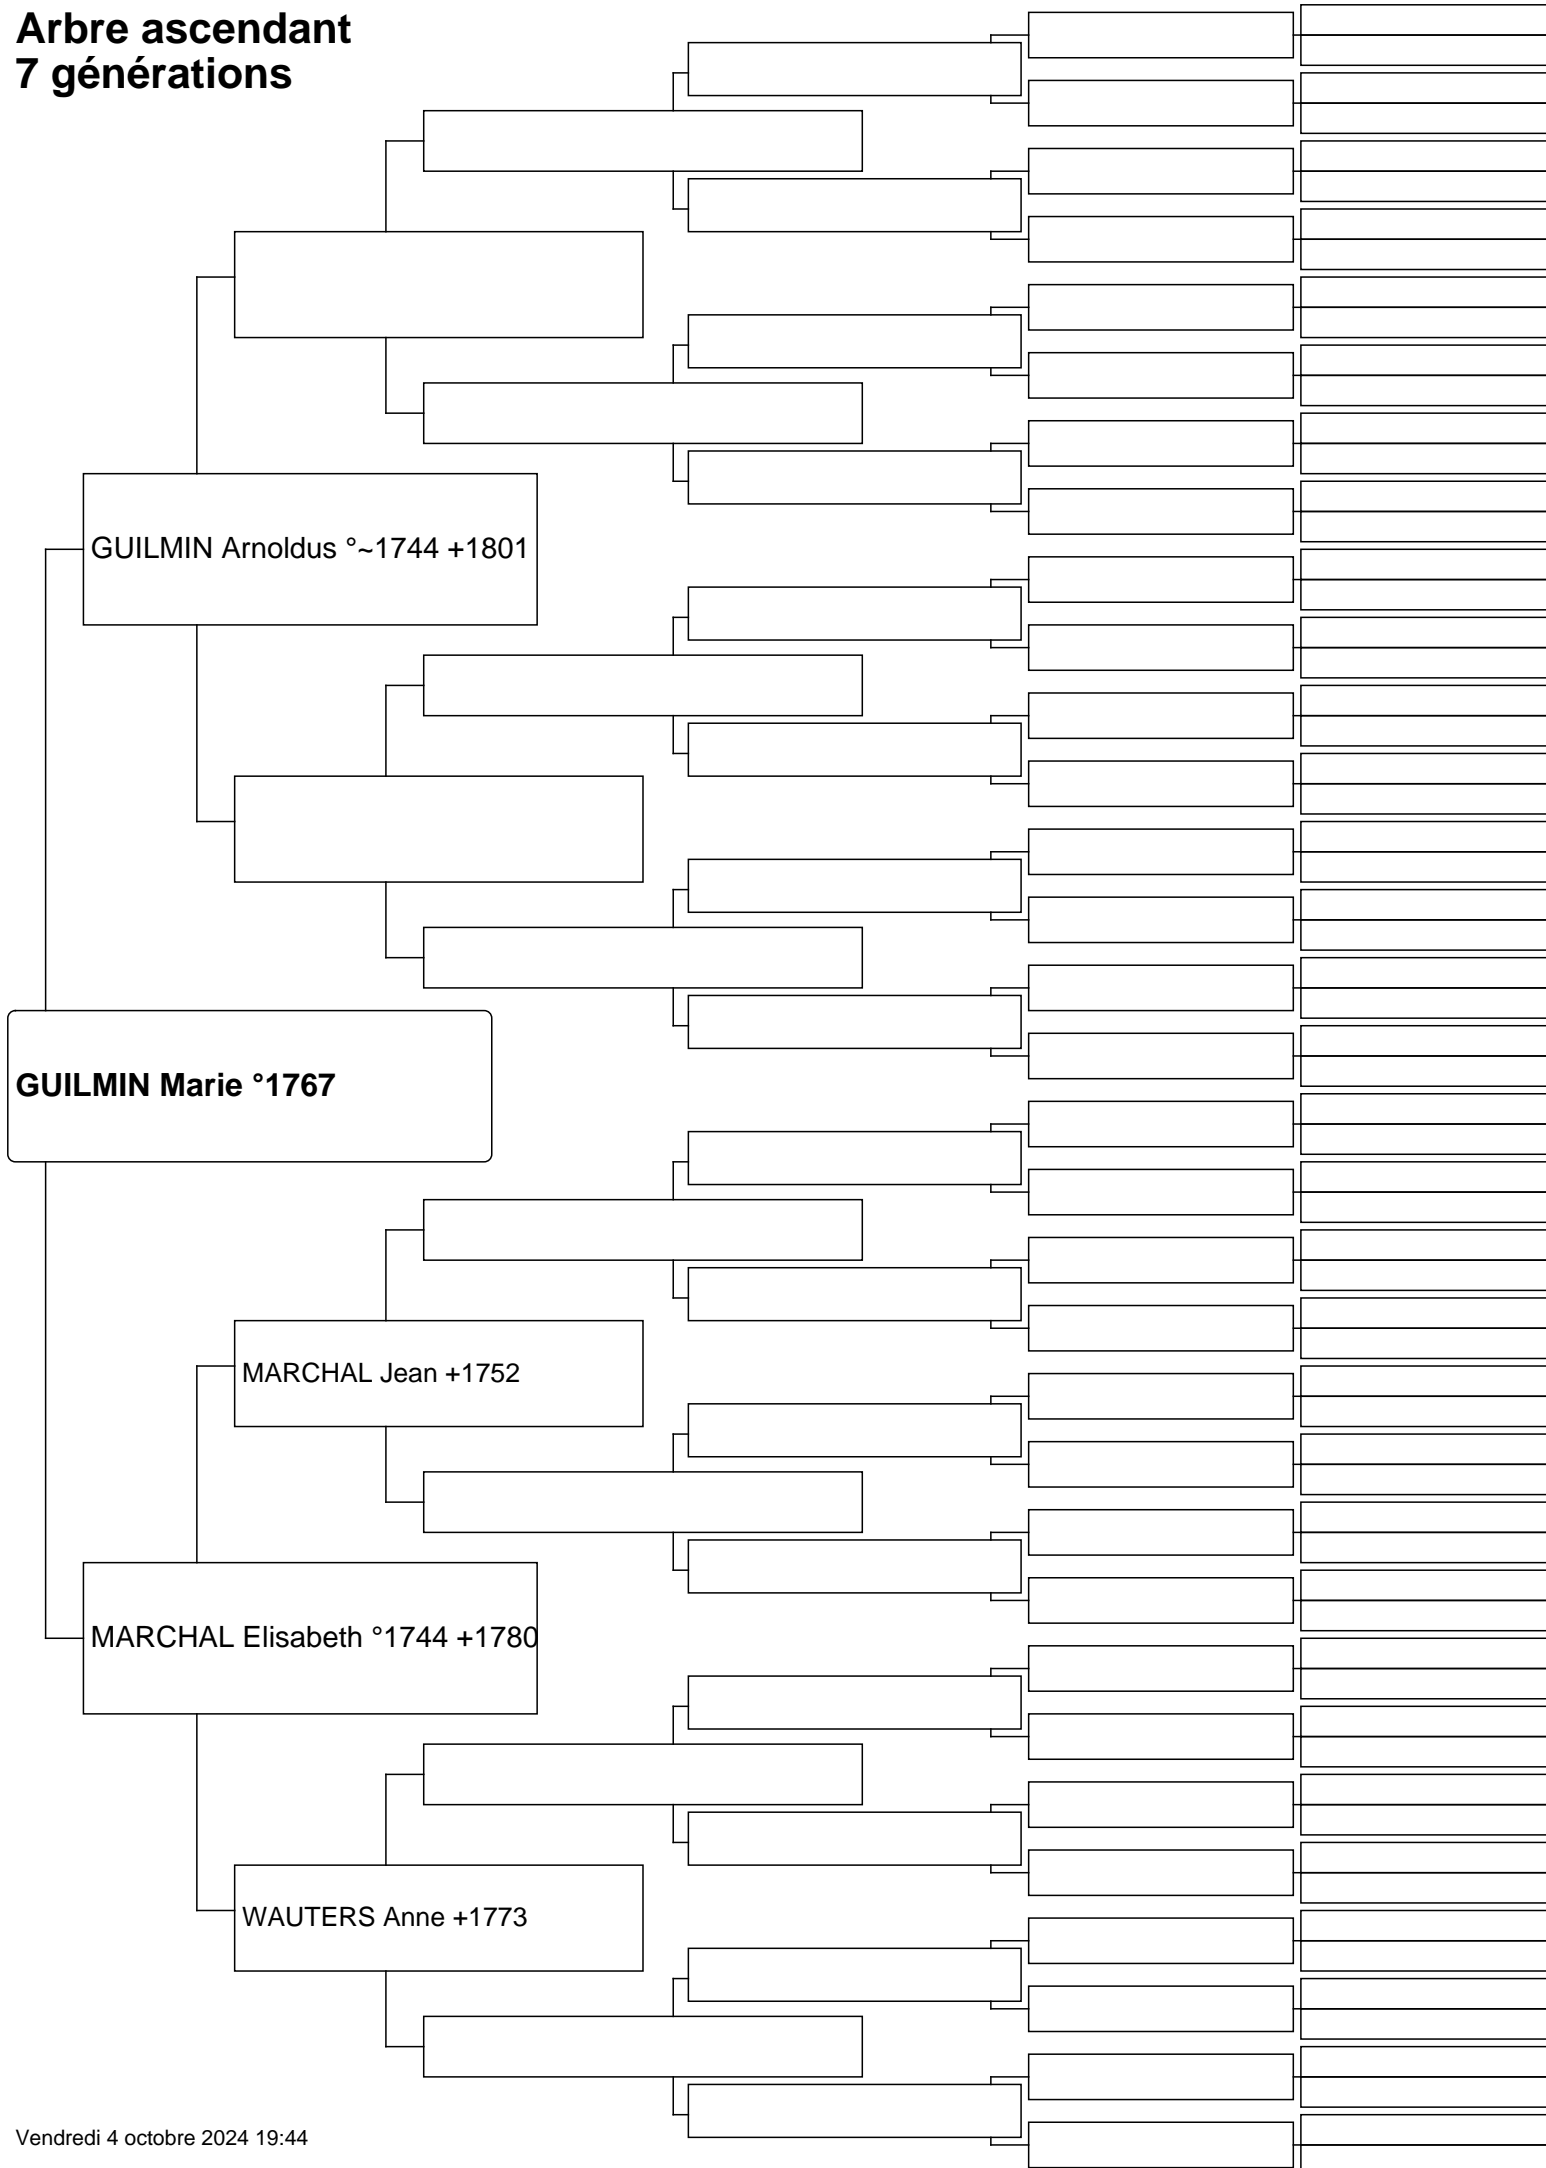 Arbre ascendant
7 générations
GUILMIN Arnoldus °~1744 +1801
GUILMIN Marie °1767
MARCHAL Jean +1752
MARCHAL Elisabeth °1744 +1780
WAUTERS Anne +1773
Vendredi 4 octobre 2024 19:44